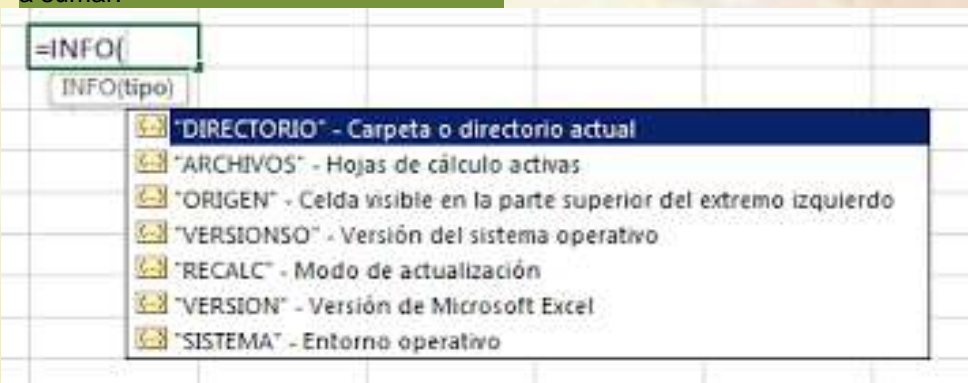 =INFO(
INFO(tipo)
"DIRECTORIO" - Carpeta o directorio actual
"ARCHIVOS" - Hojas de cálculo activas
"ORIGEN" - Celda visible en la parte superior del extremo izquierdo
"VERSIONSO" - Versión del sistema operativo
"RECALC" - Modo de actualización
"VERSION" - Versión de Microsoft Excel
"SISTEMA" - Entorno operativo